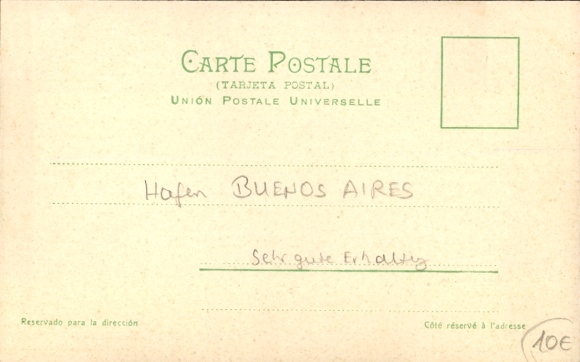 CARTE POSTALE
(TARJETA POSTAL)
UNIÓN POSTALE UNIVERSELLE
Hafen BUENOS AIRES
Sehr gute Erhaltung
Reservado para la dirección
Côté réservé à l'adresse
10€